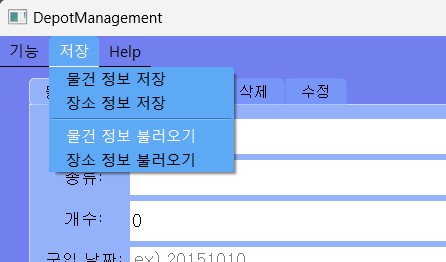 DepotManagement
기능 저장 Help
물건 정보 저장
장소 정보 저장
물건 정보 불러오기
장소 정보 불러오기
삭제 수정
종류:
개수: 0
구입 날짜: ex) 20151010